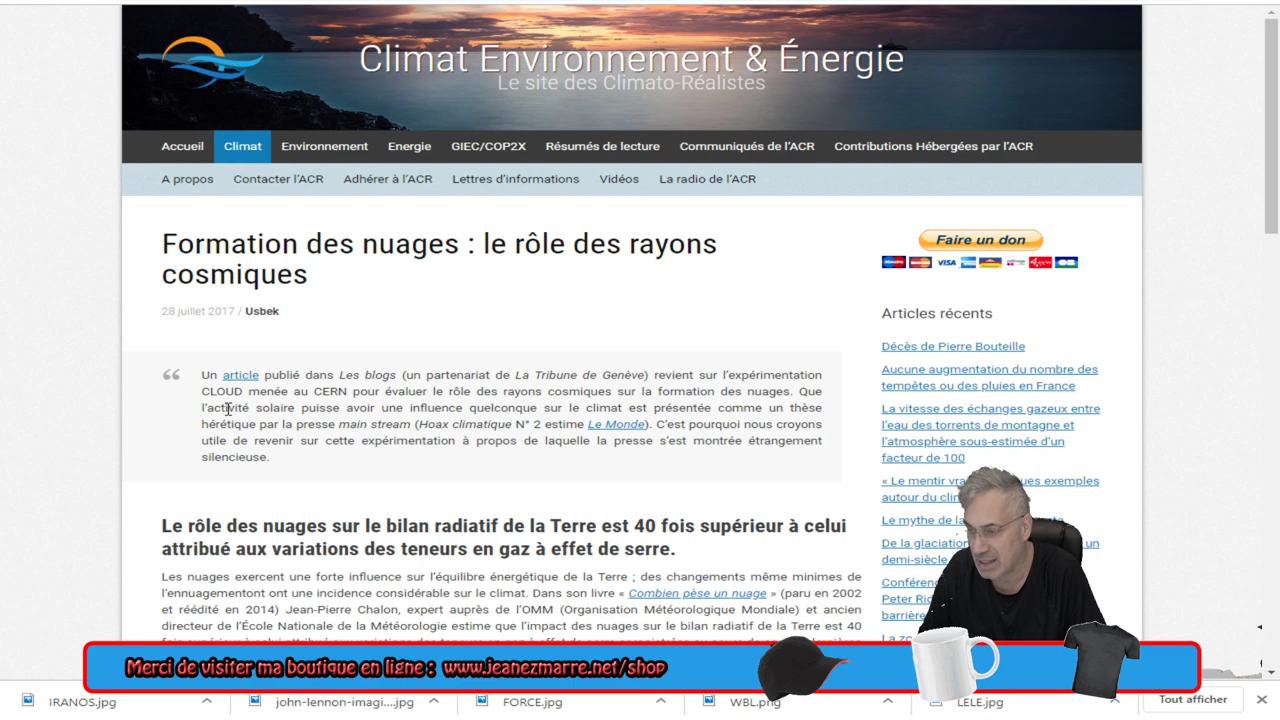 Climat Environnement & Énergie
Le site des Climato-Réalistes
Accueil Climat Environnement Energie GIEC/COP2X Résumés de lecture Communiqués de l'ACR Contributions Hébergées par l'ACR
A propos Contacter l'ACR Adhérer à l'ACR Lettres d'informations Vidéos La radio de l'ACR
Formation des nuages : le rôle des rayons
cosmiques
28 juillet 2017 / Usbek
Un article publié dans Les blogs (un partenariat de La Tribune de Genève) revient sur l'expérimentation
CLOUD menée au CERN pour évaluer le rôle des rayons cosmiques sur la formation des nuages. Que
l'activité solaire puisse avoir une influence quelconque sur le climat est présentée comme un thèse
hérétique par la presse main stream (Hoax climatique N° 2 estime Le Monde). C'est pourquoi nous croyons
utile de revenir sur cette expérimentation à propos de laquelle la presse s'est montrée étrangement
silencieuse.
Le rôle des nuages sur le bilan radiatif de la Terre est 40 fois supérieur à celui
attribué aux variations des teneurs en gaz à effet de serre.
Les nuages exercent une forte influence sur l'équilibre énergétique de la Terre ; des changements même minimes de
l'ennuagementont ont une incidence considérable sur le climat. Dans son livre « Combien pèse un nuage » (paru en 2002
et réédité en 2014) Jean-Pierre Chalon, expert auprès de l'OMM (Organisation Météorologique Mondiale) et ancien
directeur de l'École Nationale de la Météorologie estime que l'impact des nuages sur le bilan radiatif de la Terre est 40
Faire un don
VISA
Articles récents
Décès de Pierre Bouteille
Aucune augmentation du nombre des
tempêtes ou des pluies en France
La vitesse des échanges gazeux entre
l'eau des torrents de montagne et
l'atmosphère sous-estimée d'un
facteur de 100
« Le mentir vra ques exemples
autour du cli
Le mythe de la
De la glaciation un
demi-siècle
Conférenc
Peter Rid
barrière
La zo
Merci de visiter ma boutique en ligne : www.jeanezmarre.net/shop
IRANOS.jpg john-lennon-imagi....jpg FORCE.jpg WBL.png LELE.jpg Tout afficher